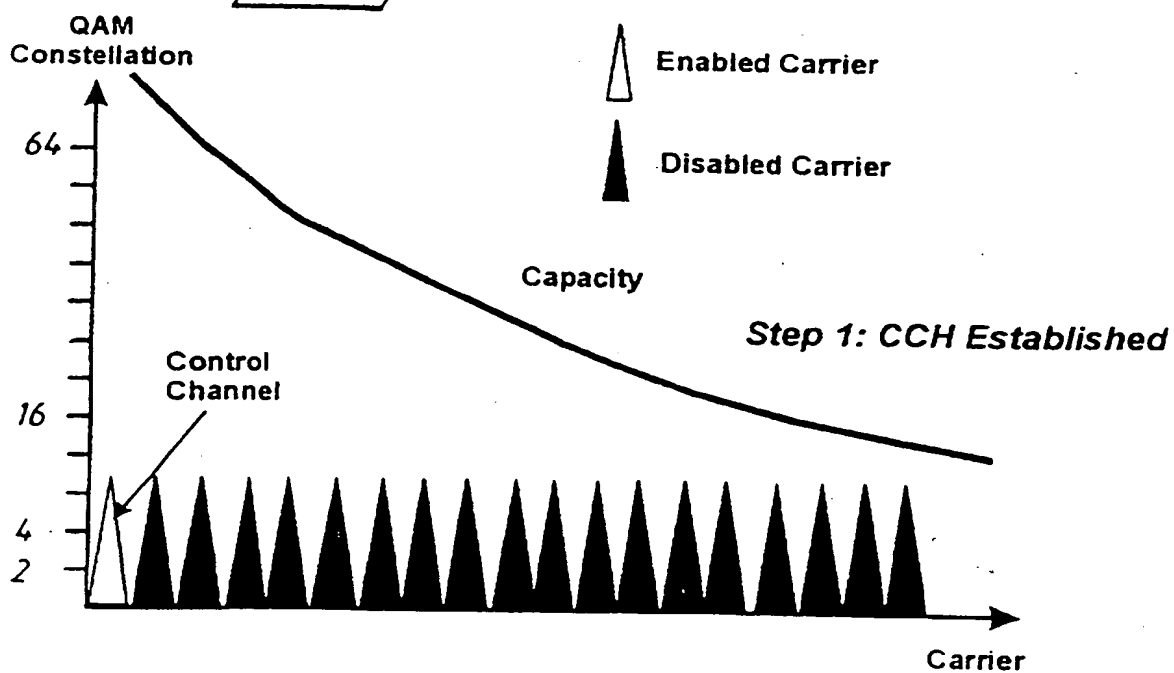 QAM
Constellation
Enabled Carrier
64
Disabled Carrier
Capacity
Step 1: CCH Established
Control
Channel
16
4
2
Carrier